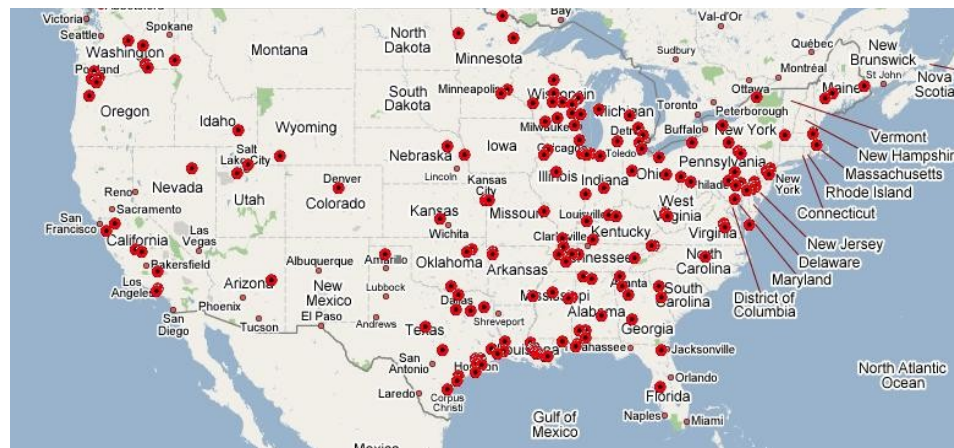 Victoria
Seattle
Spokane
Washington
Portland
Oregon
Montana
North
Dakota
Minnesota
Bay
Val-d'Or
Sudbury
Québec
Montréal
Ottawa
New
Brunswick
St John
Nova
Scotia
Maine
Idaho
Wyoming
South
Dakota
Minneapolis
Wisconsin
Michigan
Toronto
Peterborough
Buffalo
New York
Vermont
New Hampshire
Massachusetts
Rhode Island
Connecticut
New Jersey
Delaware
Maryland
District of
Columbia
Milwaukee
Detroit
Chicago
Toledo
Iowa
Nebraska
Lincoln
Salt
Lake City
Nevada
Utah
Reno
Sacramento
San
Francisco
California
Denver
Colorado
Kansas
Kansas
City
Wichita
Missouri
Illinois
Indiana
Ohio
Pennsylvania
New
York
West
Virginia
Virginia
Louisville
Kentucky
Clarksville
Tennessee
North
Carolina
South
Carolina
Las
Vegas
Bakersfield
Los
Angeles
San
Diego
Arizona
Phoenix
Tucson
Albuquerque
New
Mexico
El Paso
Amarillo
Lubbock
Andrews
Oklahoma
Arkansas
Dallas
Shreveport
Texas
Mississippi
Alabama
Atlanta
Georgia
Louisiana
Tallahassee
Jacksonville
Orlando
Florida
Naples
Miami
San
Antonio
Houston
Laredo
Corpus
Christi
Gulf of
Mexico
Mexico
North Atlantic
Ocean